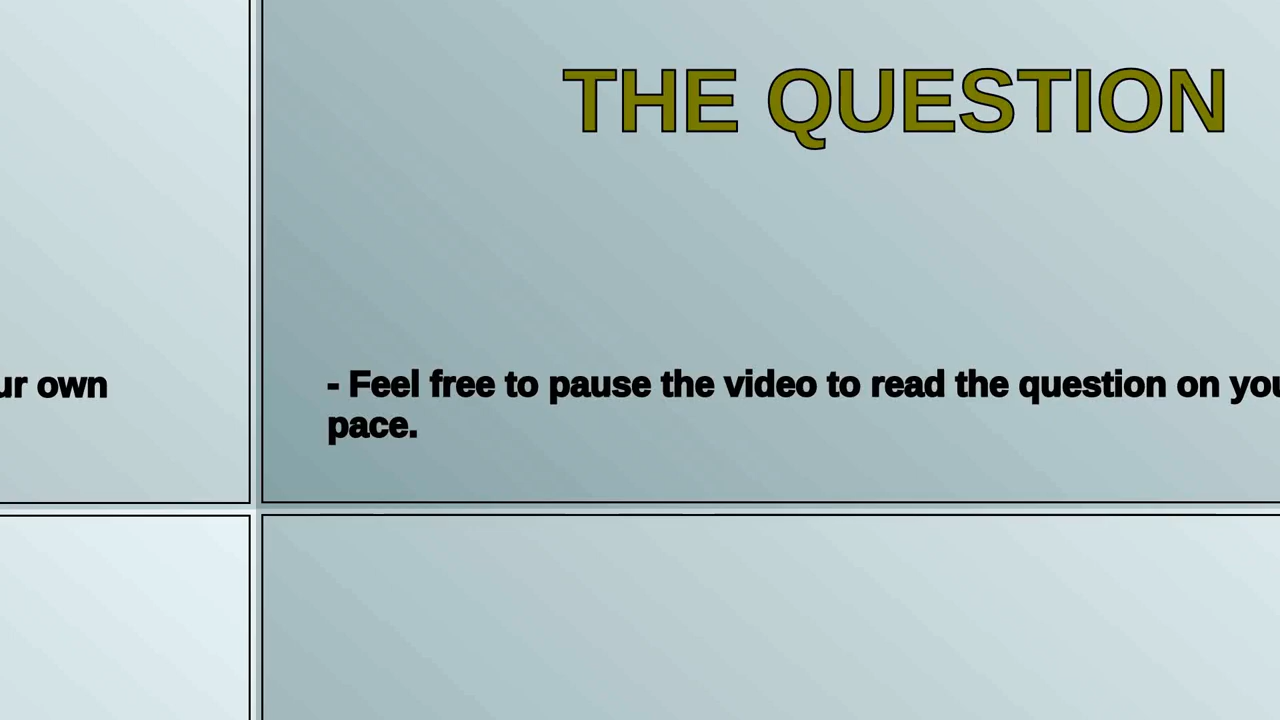 THE QUESTION
ur own
- Feel free to pause the video to read the question on you
pace.